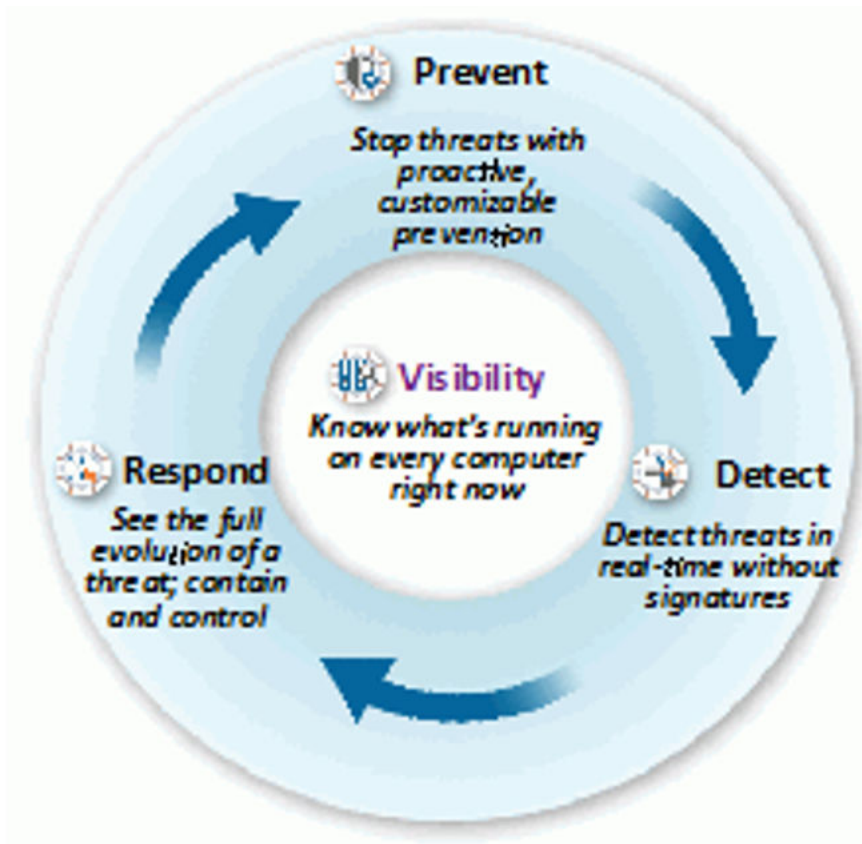 Prevent
Stop threats with
proactive,
customizable
prevention
Visibility
Know what's running
on every computer
right now
Respond
See the full
evolution of a
threat; contain
and control
Detect
Detect threats in
real-time without
signatures